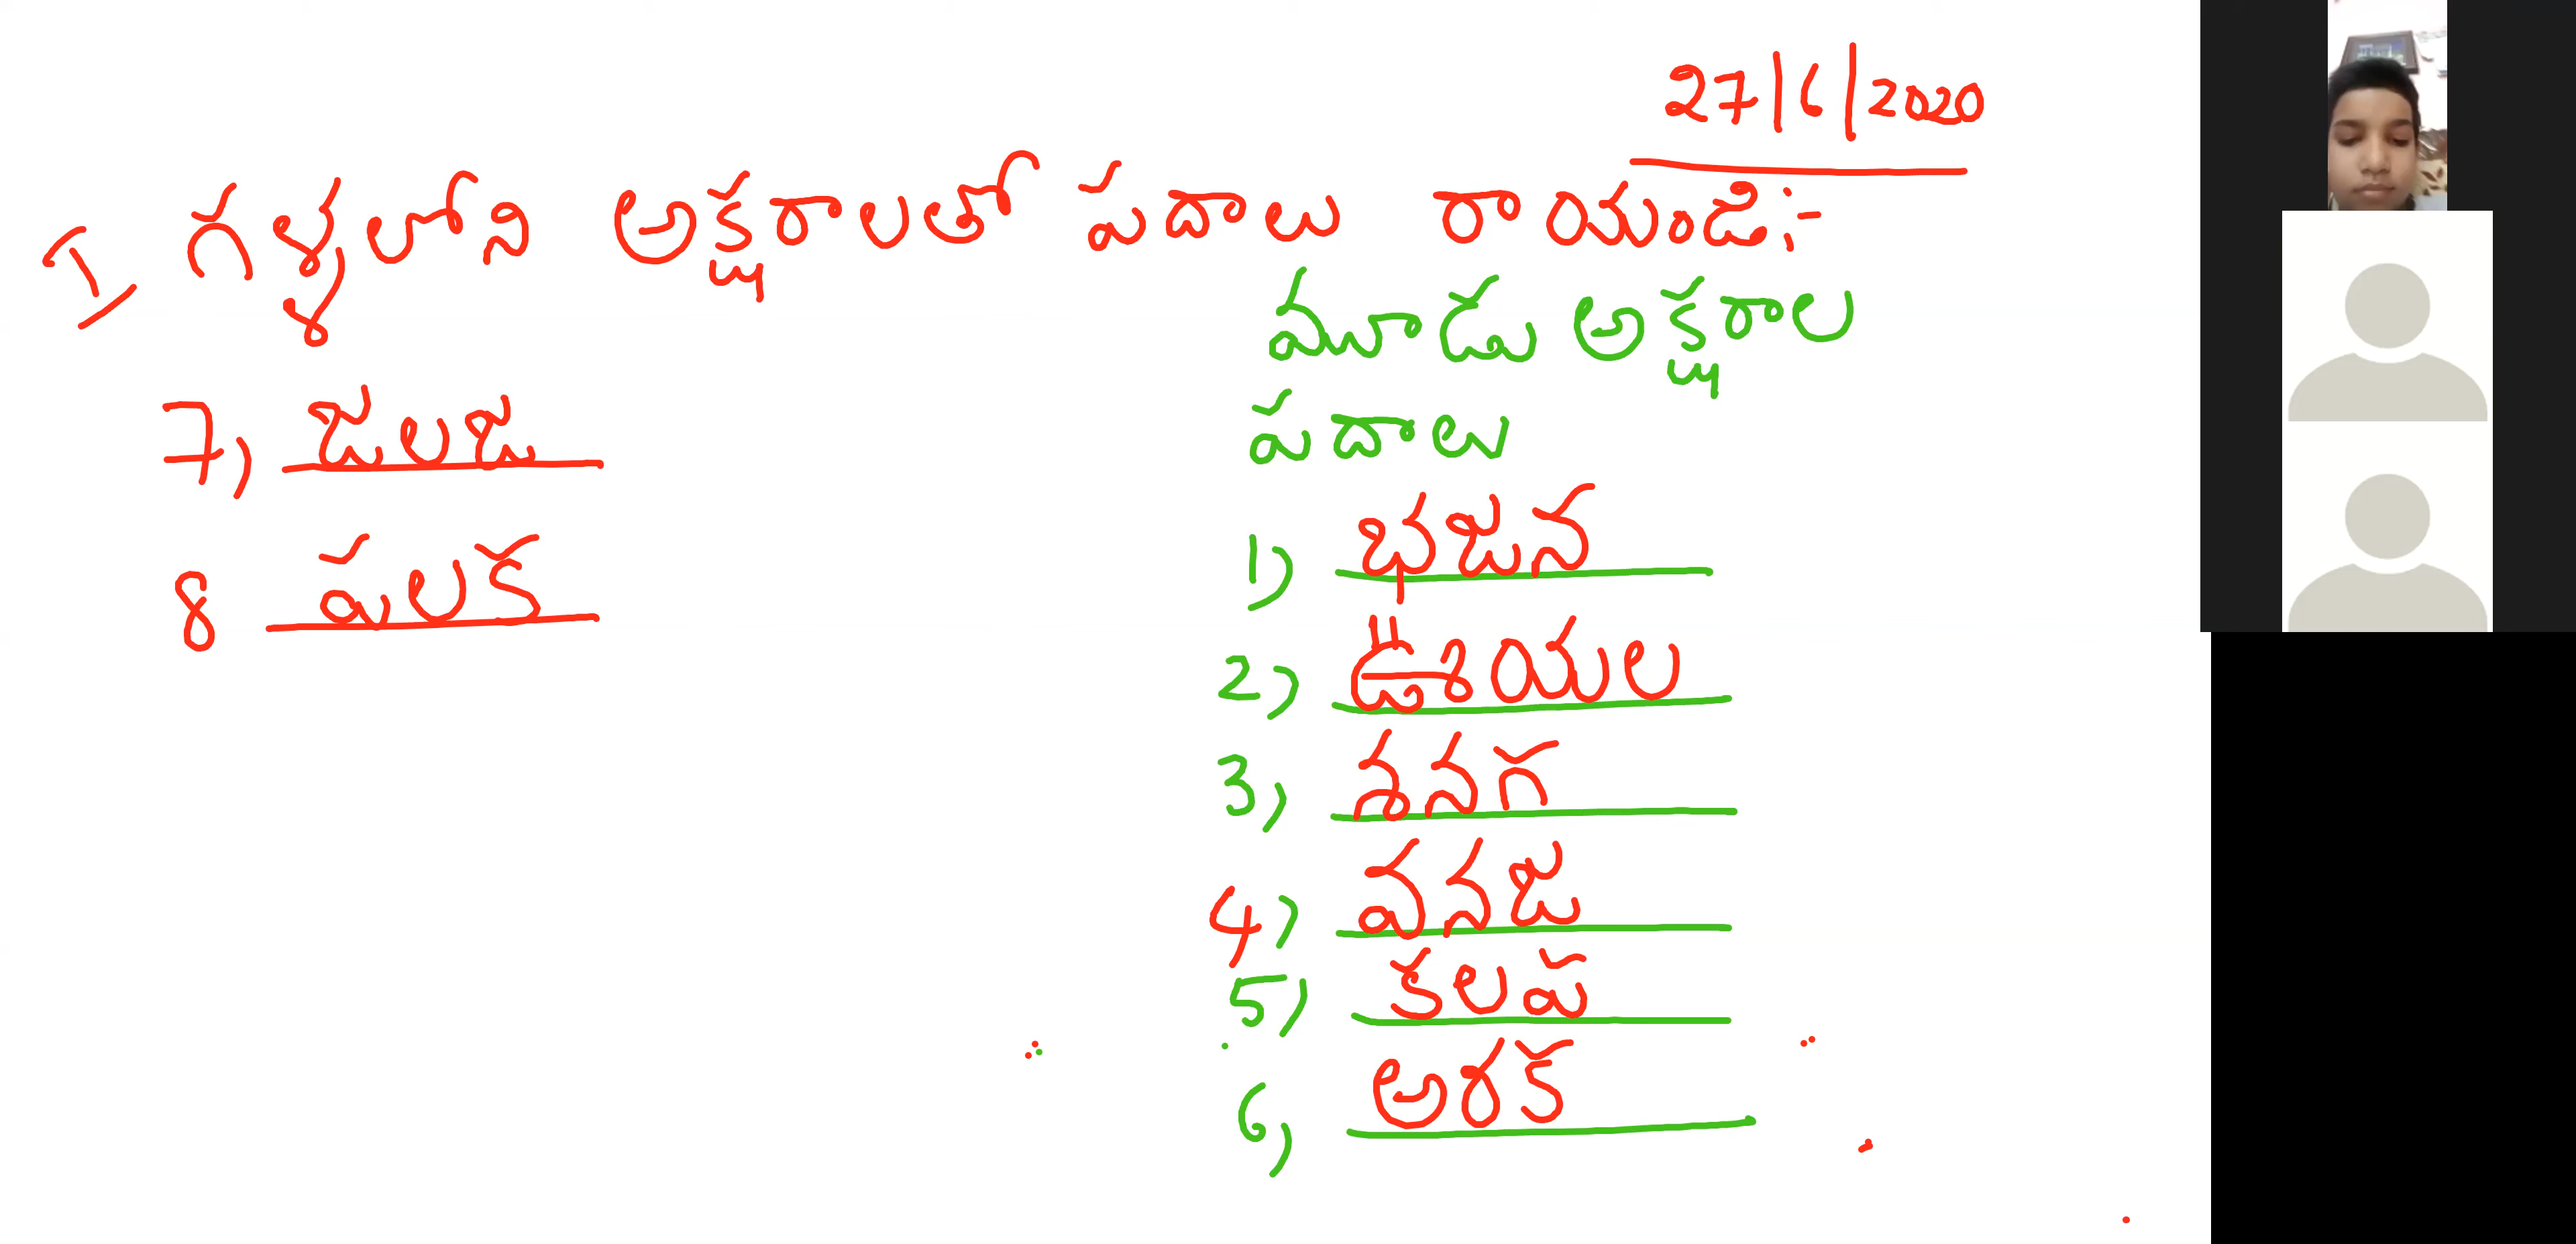 27/6/2020
I గళ్ళలోని అక్షరాలతో పదాలు రాయండి:-
మూడు అక్షరాల
పదాలు
1) భజన
2) ఊయల
3) శనగ
4) వనజ
5) కలప
6) అరక
7) జలజ
8 పలక